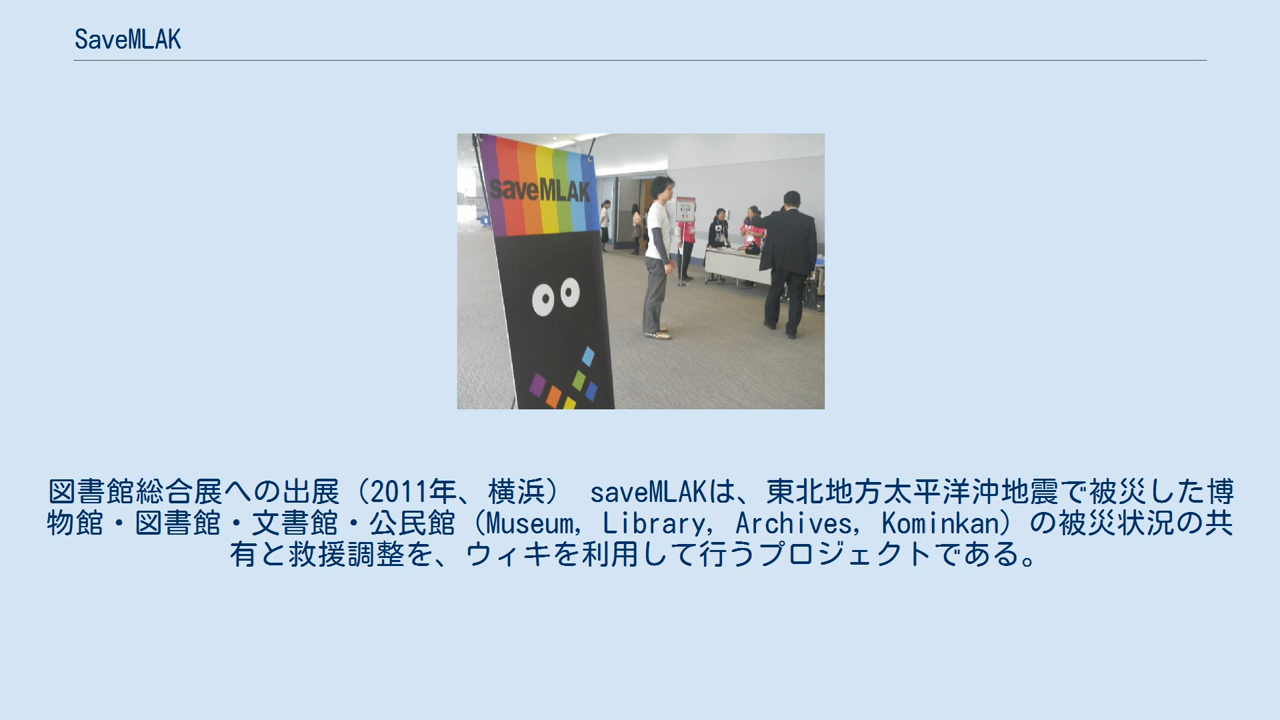 SaveMLAK
saveMLAK
図書館総合展への出展（2011年、横浜） saveMLAKは、東北地方太平洋沖地震で被災した博
物館・図書館・文書館・公民館（Museum, Library, Archives, Kominkan）の被災状況の共
有と救援調整を、ウィキを利用して行うプロジェクトである。